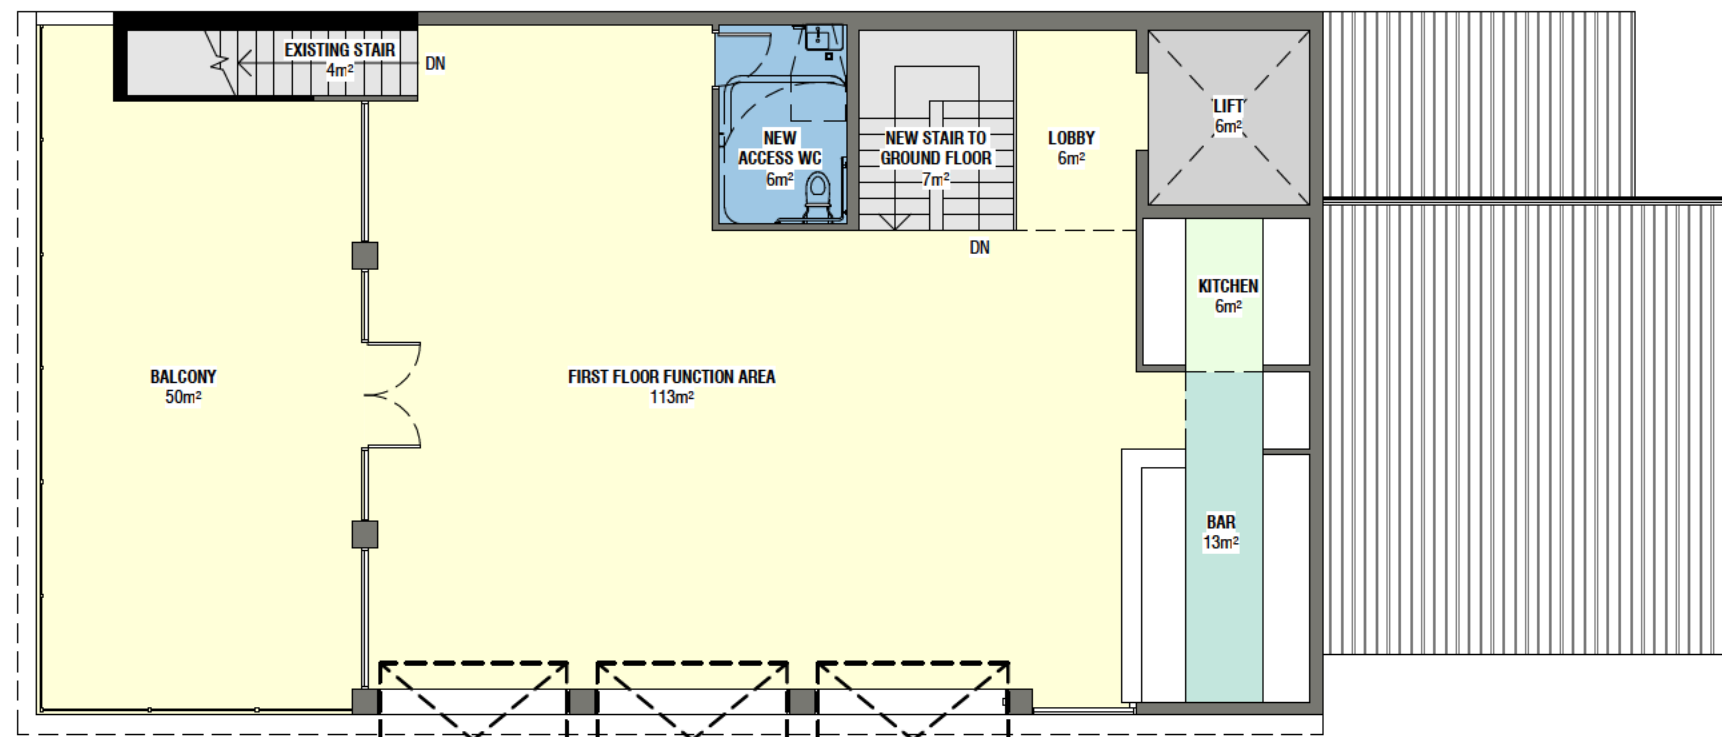 EXISTING STAIR
4m²
DN
NEW
ACCESS WC
6m²
NEW STAIR TO
GROUND FLOOR
7m²
DN
LOBBY
6m²
LIFT
6m²
KITCHEN
6m²
BALCONY
50m²
FIRST FLOOR FUNCTION AREA
113m²
BAR
13m²